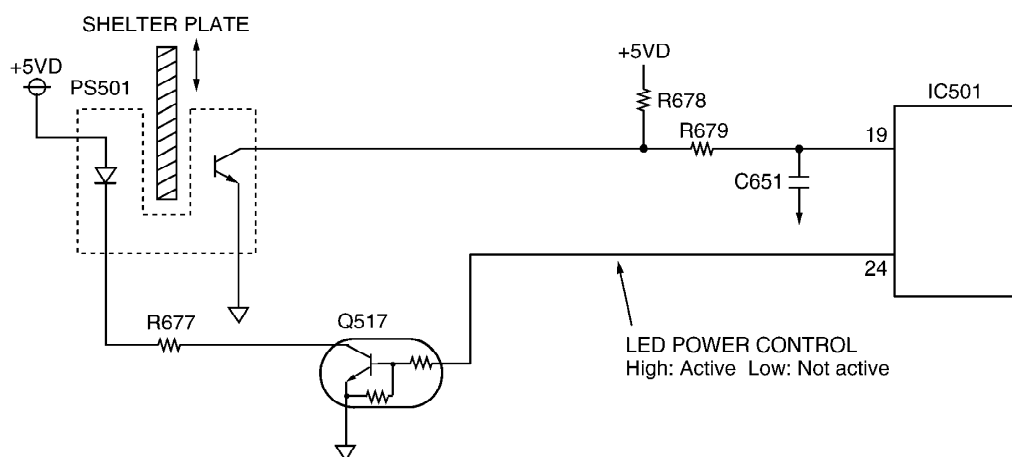 SHELTER PLATE
+5VD
PS501
+5VD
R678
R679
IC501
19
C651
24
R677
Q517
LED POWER CONTROL
High: Active Low: Not active